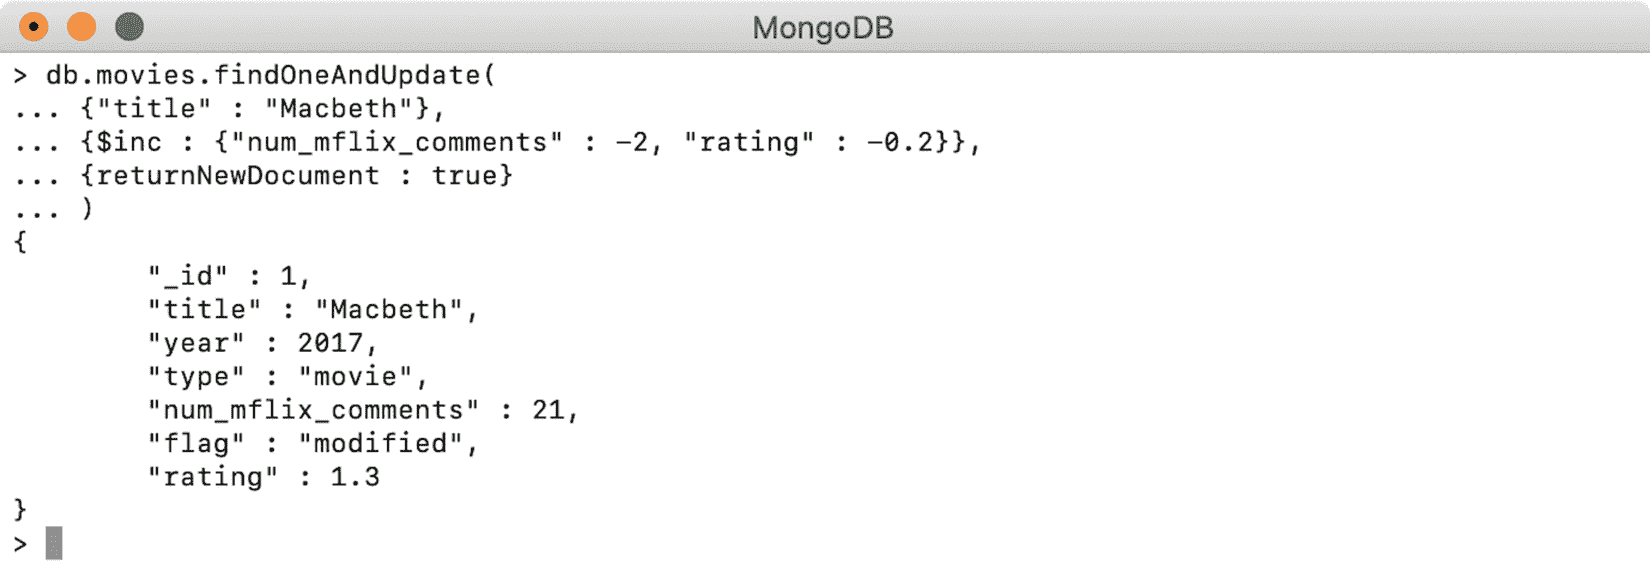 MongoDB
> db.movies.findOneAndUpdate(
... {"title" : "Macbeth"},
... {$inc : {"num_mflix_comments" : −2, "rating" : −0.2}},
... {returnNewDocument : true}
... )
{
        "_id" : 1,
        "title" : "Macbeth",
        "year" : 2017,
        "type" : "movie",
        "num_mflix_comments" : 21,
        "flag" : "modified",
        "rating" : 1.3
}
>